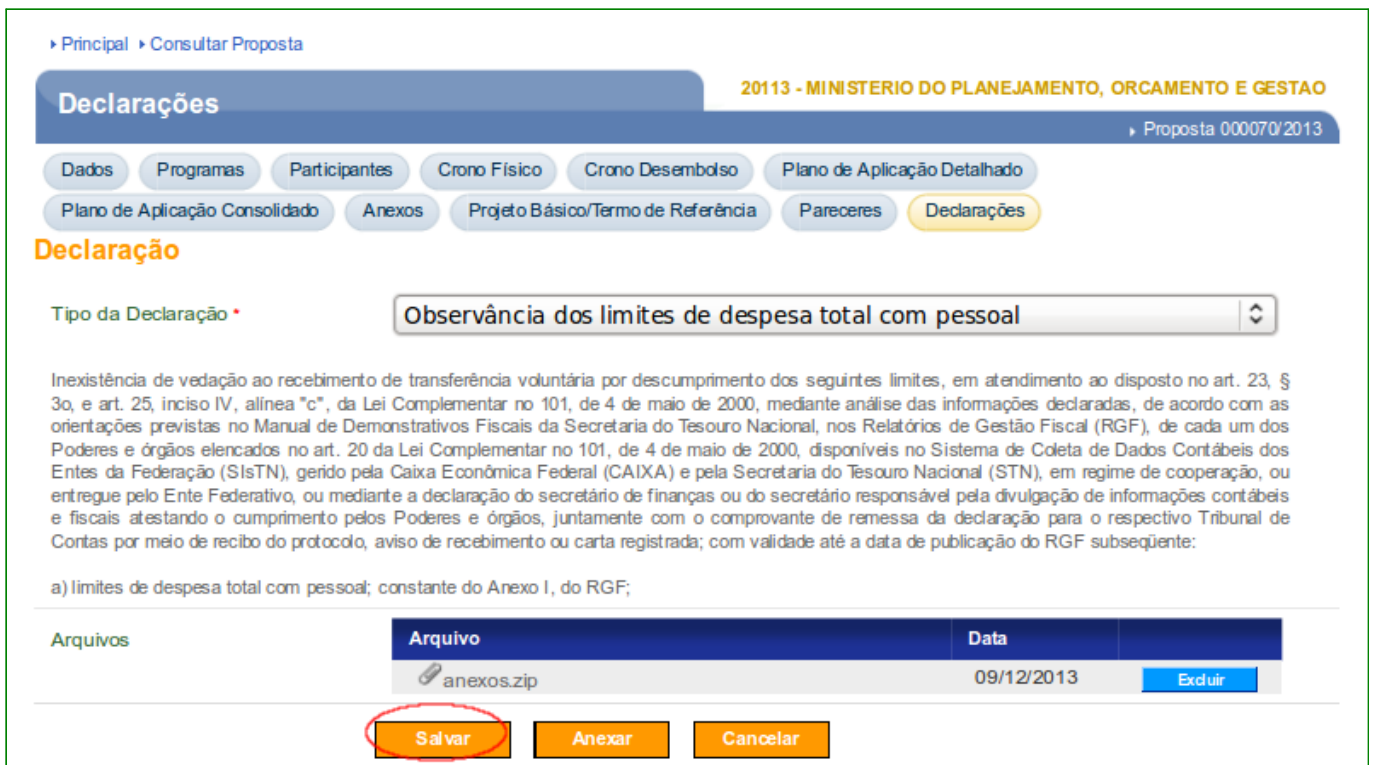 Principal Consultar Proposta
Declarações
20113 - MINISTERIO DO PLANEJAMENTO, ORCAMENTO E GESTAO
Proposta 000070/2013
Dados Programas Participantes Crono Físico Crono Desembolso Plano de Aplicação Detalhado
Plano de Aplicação Consolidado Anexos Projeto Básico/Termo de Referência Pareceres Declarações
Declaração
Tipo da Declaração * Observância dos limites de despesa total com pessoal
Inexistência de vedação ao recebimento de transferência voluntária por descumprimento dos seguintes limites, em atendimento ao disposto no art. 23, §
3o, e art. 25, inciso IV, alínea "c", da Lei Complementar no 101, de 4 de maio de 2000, mediante análise das informações declaradas, de acordo com as
orientações previstas no Manual de Demonstrativos Fiscais da Secretaria do Tesouro Nacional, nos Relatórios de Gestão Fiscal (RGF), de cada um dos
Poderes e órgãos elencados no art. 20 da Lei Complementar no 101, de 4 de maio de 2000, disponíveis no Sistema de Coleta de Dados Contábeis dos
Entes da Federação (SIsTN), gerido pela Caixa Econômica Federal (CAIXA) e pela Secretaria do Tesouro Nacional (STN), em regime de cooperação, ou
entregue pelo Ente Federativo, ou mediante a declaração do secretário de finanças ou do secretário responsável pela divulgação de informações contábeis
e fiscais atestando o cumprimento pelos Poderes e órgãos, juntamente com o comprovante de remessa da declaração para o respectivo Tribunal de
Contas por meio de recibo do protocolo, aviso de recebimento ou carta registrada; com validade até a data de publicação do RGF subseqüente:
a) limites de despesa total com pessoal; constante do Anexo I, do RGF;
Arquivos Arquivo Data
anexos.zip 09/12/2013 Excluir
Salvar Anexar Cancelar